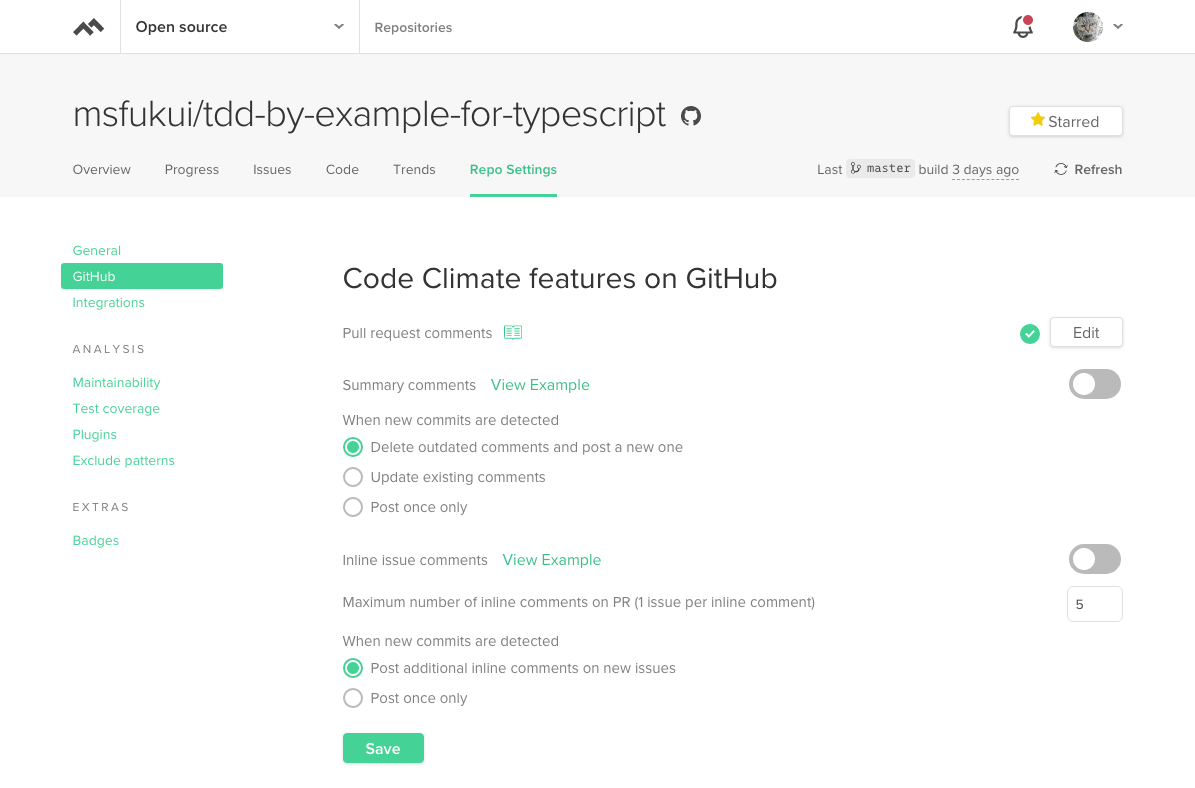 Open source Repositories
msfukui/tdd-by-example-for-typescript
Starred
Overview Progress Issues Code Trends Repo Settings Last master build 3 days ago Refresh
General
GitHub
Integrations
ANALYSIS
Maintainability
Test coverage
Plugins
Exclude patterns
EXTRAS
Badges
Code Climate features on GitHub
Pull request comments Edit
Summary comments View Example
When new commits are detected
Delete outdated comments and post a new one
Update existing comments
Post once only
Inline issue comments View Example
Maximum number of inline comments on PR (1 issue per inline comment) 5
When new commits are detected
Post additional inline comments on new issues
Post once only
Save